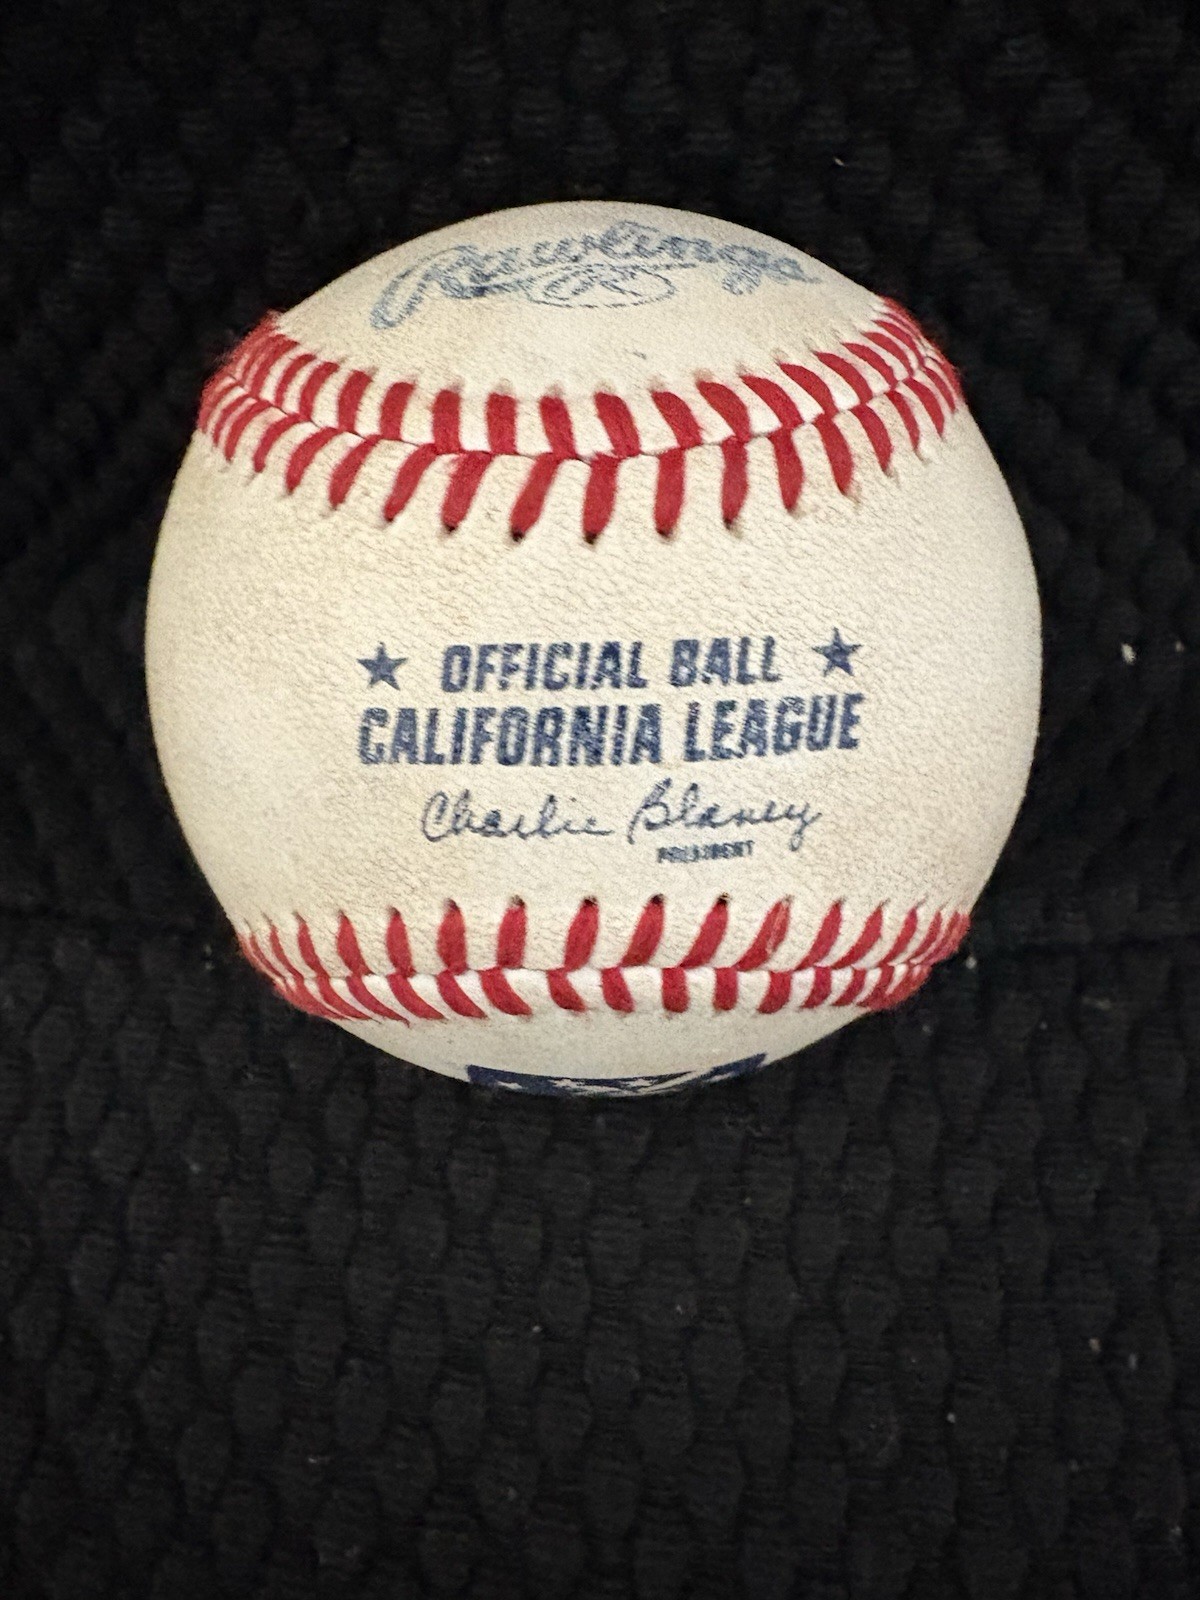 Rawlings
R
★ OFFICIAL BALL ★
CALIFORNIA LEAGUE
Charlie Blaney
PRESIDENT